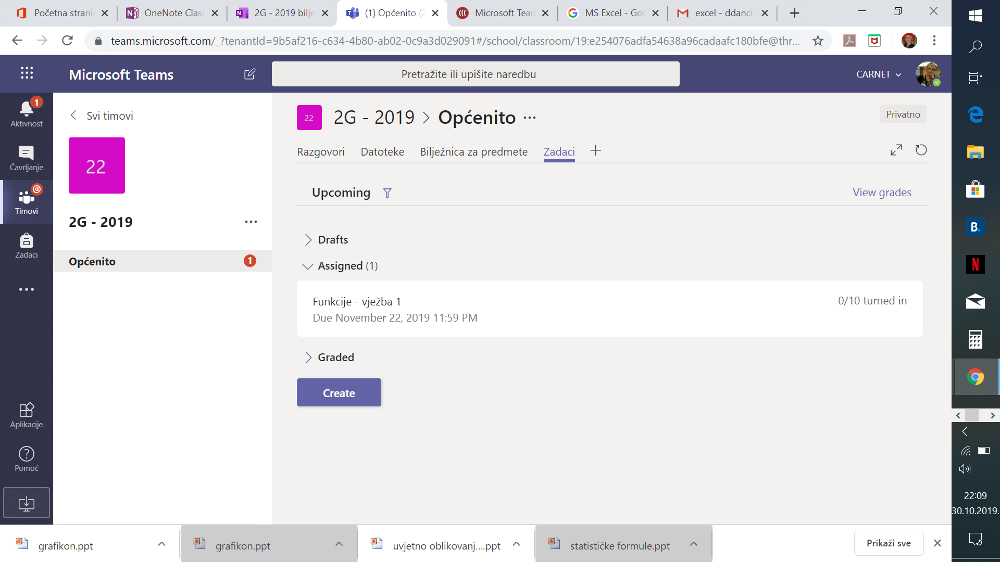 Početna strani
OneNote Class
2G - 2019 bilje
(1) Općenito (2
Microsoft Team
MS Excel - Goo
excel - ddanci
teams.microsoft.com/_?tenantId=9b5af216-c634-4b80-ab02-0c9a3d029091#/school/classroom/19:e254076adfa54638a96cadaafc180bfe@thr...
Microsoft Teams
Pretražite ili upišite naredbu
CARNET
1
Aktivnost
Čavrljanje
@
Timovi
Zadaci
Aplikacije
Pomoć
Svi timovi
22
2G - 2019
Općenito
1
22
2G - 2019 > Općenito
Privatno
Razgovori
Datoteke
Bilježnica za predmete
Zadaci
Upcoming
View grades
Drafts
Assigned (1)
Funkcije - vježba 1
0/10 turned in
Due November 22, 2019 11:59 PM
Graded
Create
B.
N
22:09
30.10.2019.
grafikon.ppt
grafikon.ppt
uvjetno oblikovanj....ppt
statističke formule.ppt
Prikaži sve